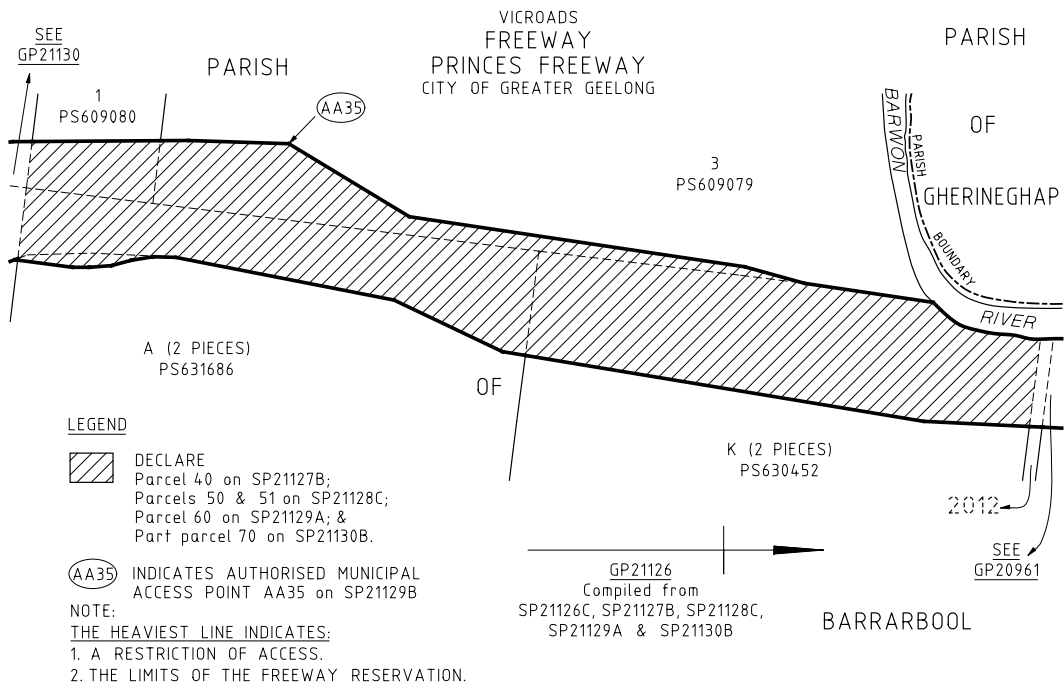 VICROADS
FREEWAY
PRINCES FREEWAY
CITY OF GREATER GEELONG
SEE
GP21130
PARISH
PARISH
1
PS609080
AA35
3
PS609079
BARWON
PARISH
BOUNDARY
OF
GHERINEGHAP
RIVER
A (2 PIECES)
PS631686
OF
K (2 PIECES)
PS630452
2012
SEE
GP20961
LEGEND
DECLARE
Parcel 40 on SP21127B;
Parcels 50 & 51 on SP21128C;
Parcel 60 on SP21129A; &
Part parcel 70 on SP21130B.
AA35 INDICATES AUTHORISED MUNICIPAL
ACCESS POINT AA35 on SP21129B
NOTE:
THE HEAVIEST LINE INDICATES:
1. A RESTRICTION OF ACCESS.
2. THE LIMITS OF THE FREEWAY RESERVATION.
GP21126
Compiled from
SP21126C, SP21127B, SP21128C,
SP21129A & SP21130B
BARRARBOOL